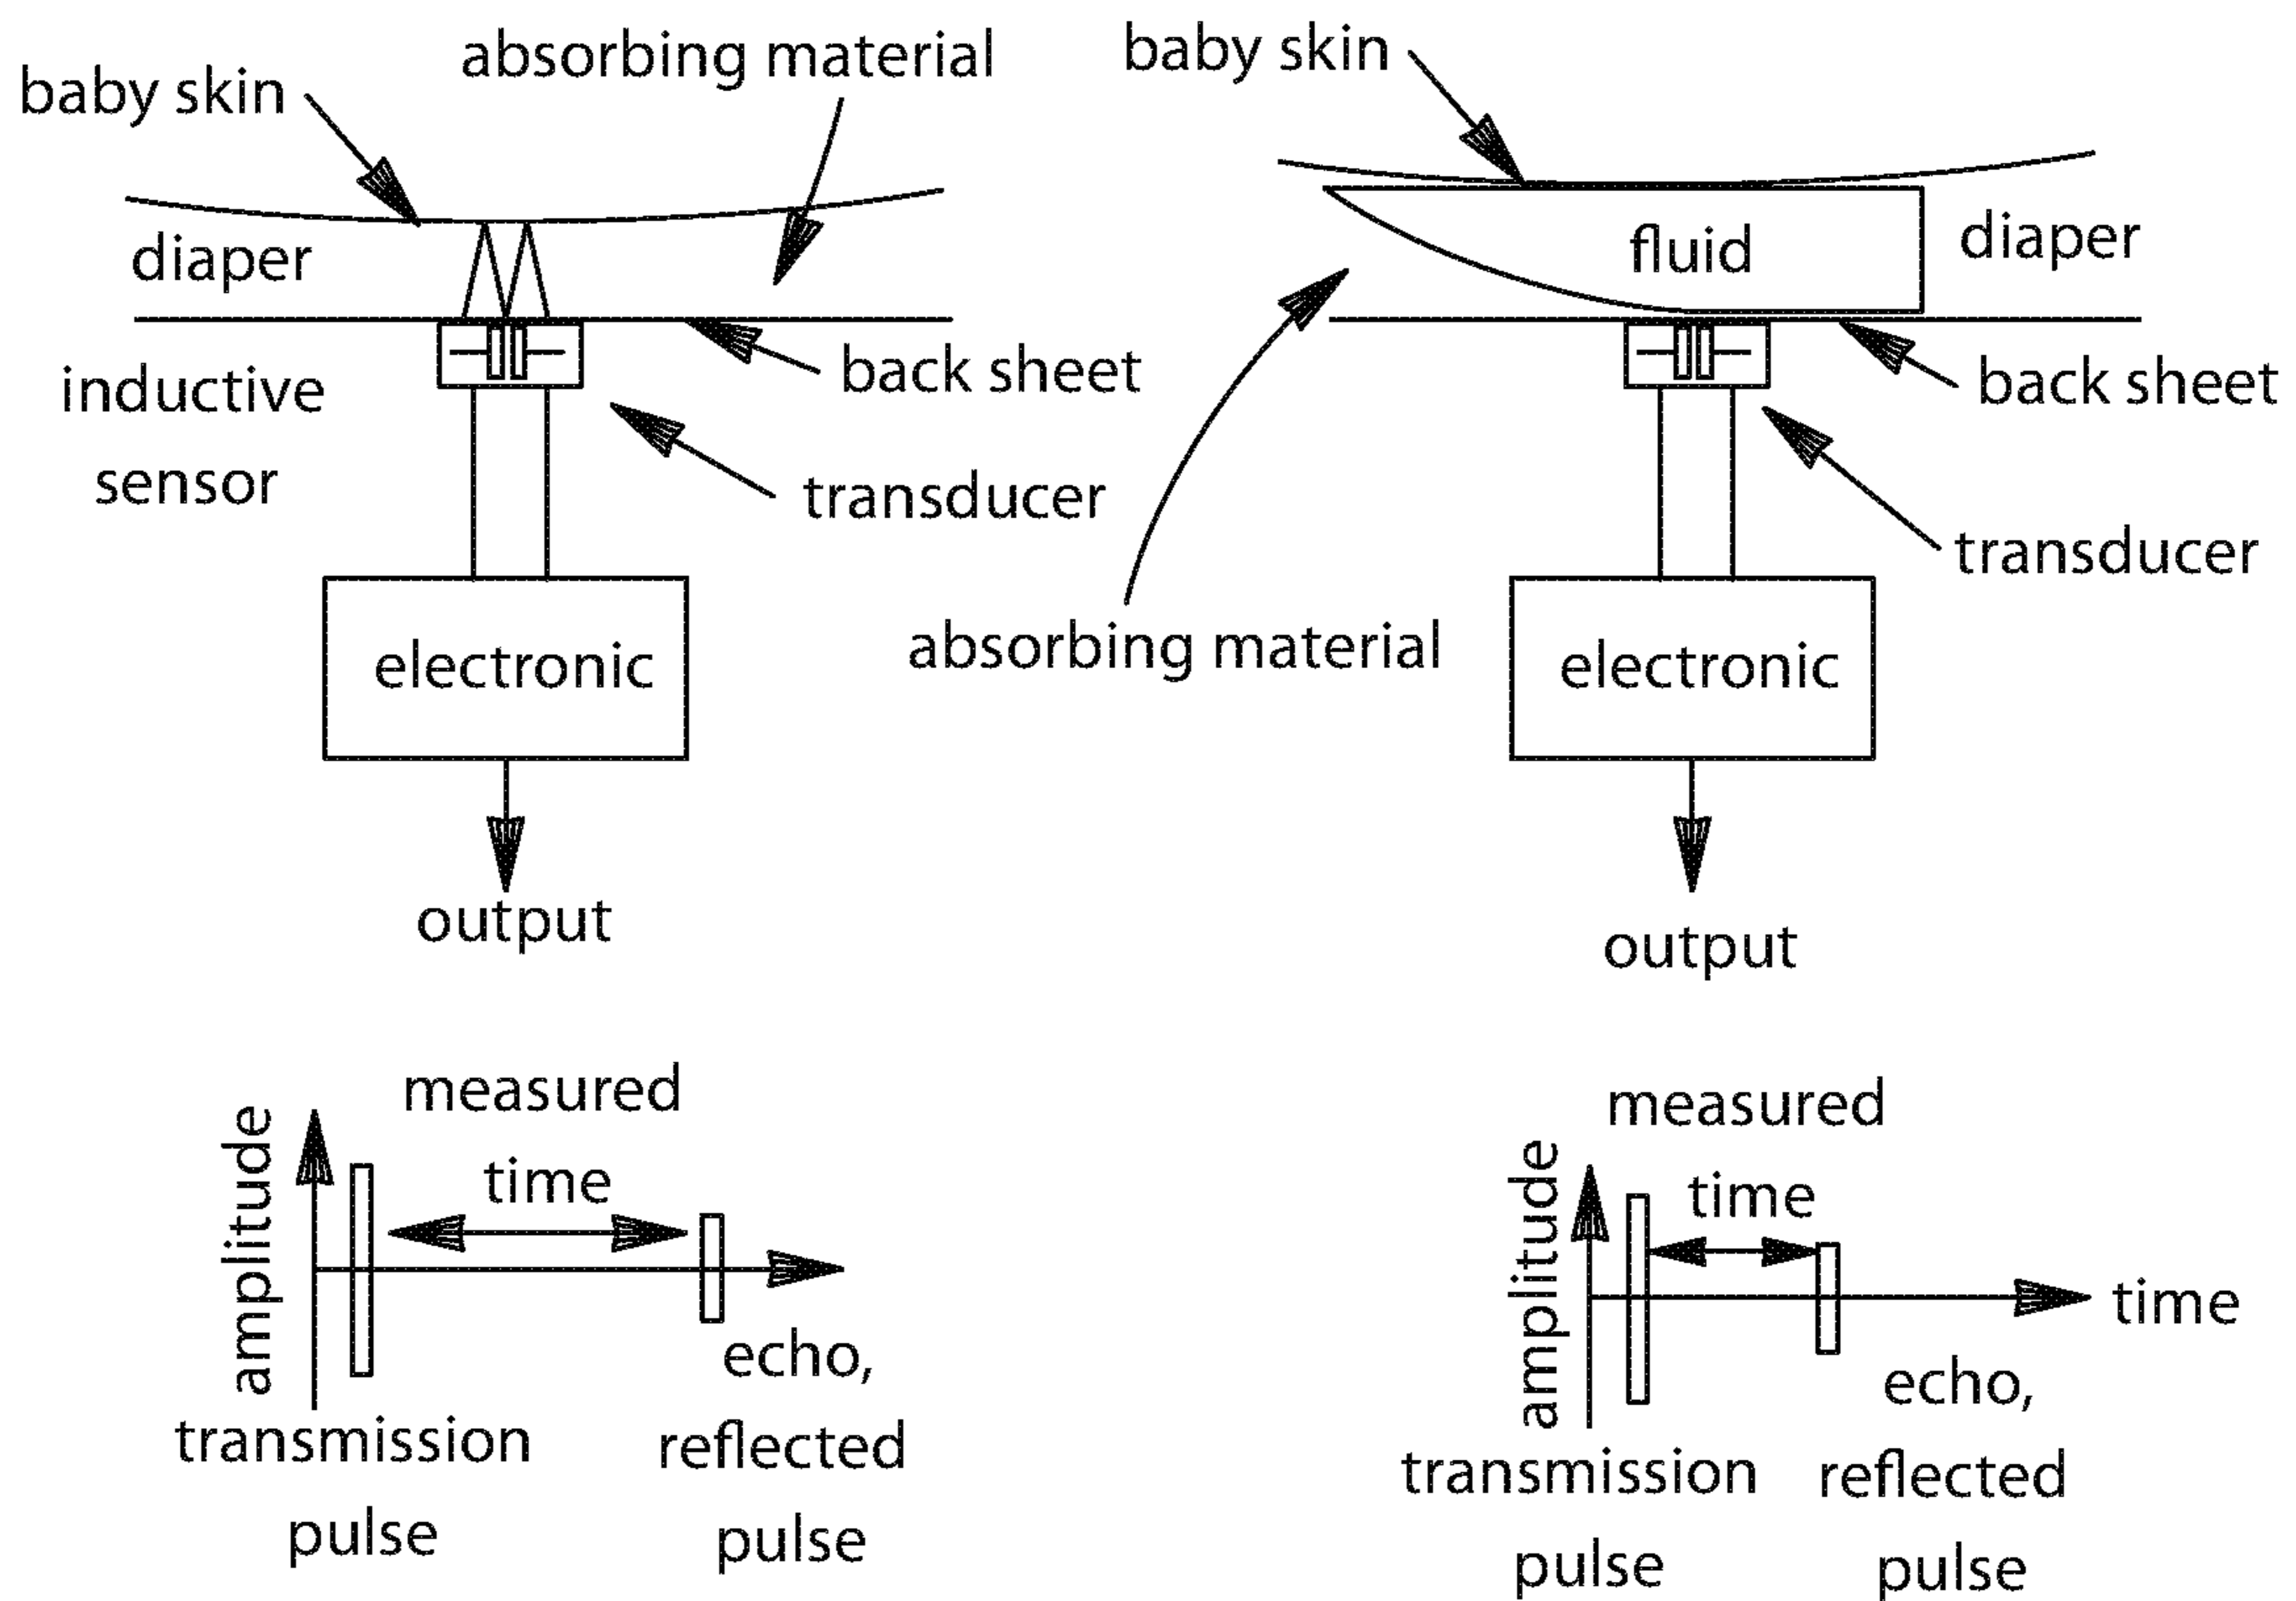 baby skin
absorbing material
diaper
inductive
sensor
back sheet
transducer
electronic
output
measured
time
amplitude
transmission
pulse
echo,
reflected
pulse
baby skin
fluid
diaper
back sheet
transducer
absorbing material
electronic
output
measured
time
amplitude
time
transmission
pulse
echo,
reflected
pulse